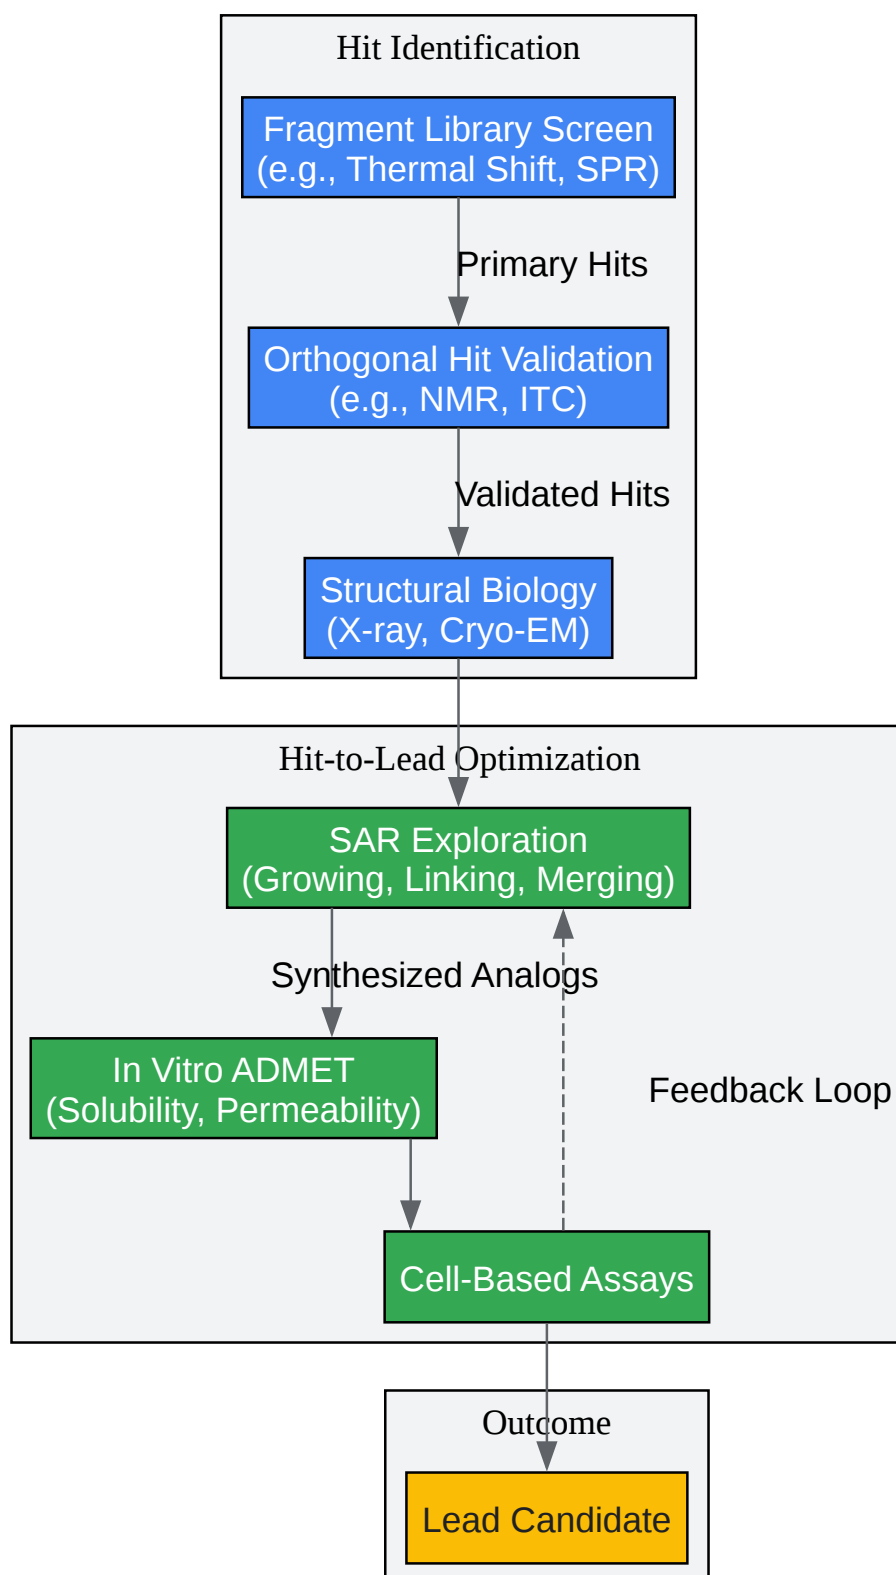 Hit Identification
Fragment Library Screen
(e.g., Thermal Shift, SPR)
Primary Hits
Orthogonal Hit Validation
(e.g., NMR, ITC)
Validated Hits
Structural Biology
(X-ray, Cryo-EM)
Hit-to-Lead Optimization
SAR Exploration
(Growing, Linking, Merging)
Synthesized Analogs
In Vitro ADMET
(Solubility, Permeability)
Feedback Loop
Cell-Based Assays
Outcome
Lead Candidate